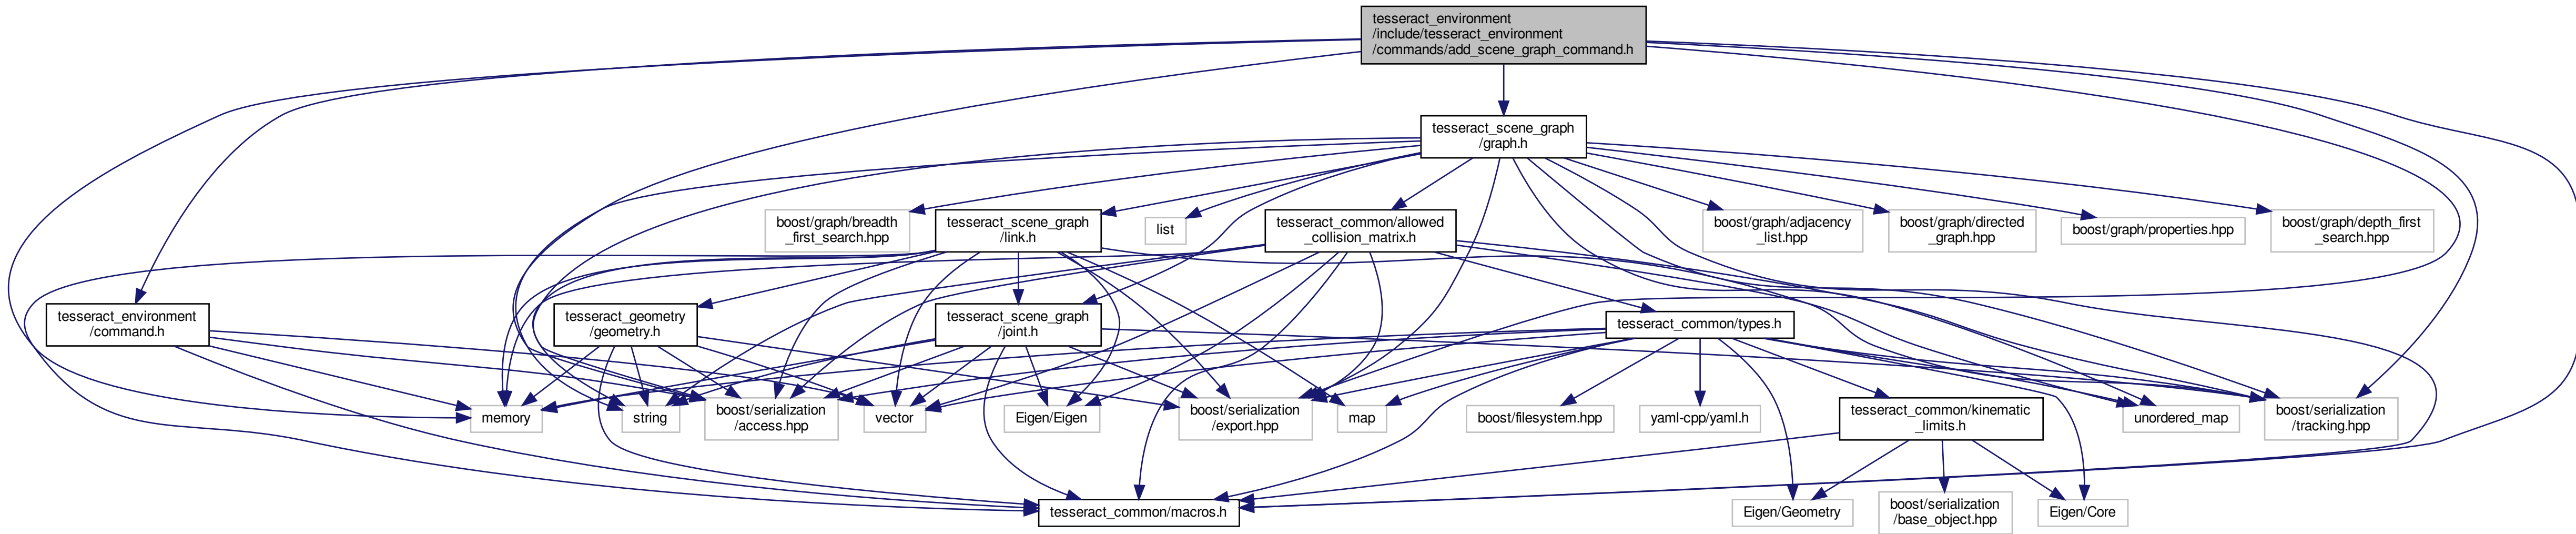 tesseract_environment
/include/tesseract_environment
/commands/add_scene_graph_command.h
tesseract_scene_graph
/graph.h
boost/graph/breadth
_first_search.hpp
tesseract_scene_graph
/link.h
list
tesseract_common/allowed
_collision_matrix.h
boost/graph/adjacency
_list.hpp
boost/graph/directed
_graph.hpp
boost/graph/properties.hpp
boost/graph/depth_first
_search.hpp
tesseract_environment
/command.h
tesseract_geometry
/geometry.h
tesseract_scene_graph
/joint.h
tesseract_common/types.h
memory
string
boost/serialization
/access.hpp
vector
Eigen/Eigen
boost/serialization
/export.hpp
map
boost/filesystem.hpp
yaml-cpp/yaml.h
tesseract_common/kinematic
_limits.h
unordered_map
boost/serialization
/tracking.hpp
tesseract_common/macros.h
Eigen/Geometry
boost/serialization
/base_object.hpp
Eigen/Core